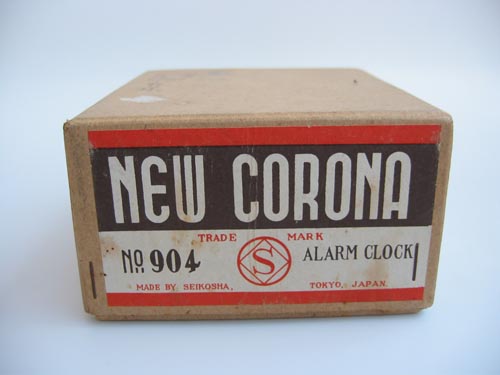 NEW CORONA
TRADE MARK
No. 904 S ALARM CLOCK
MADE BY SEIKOSHA, TOKYO, JAPAN.